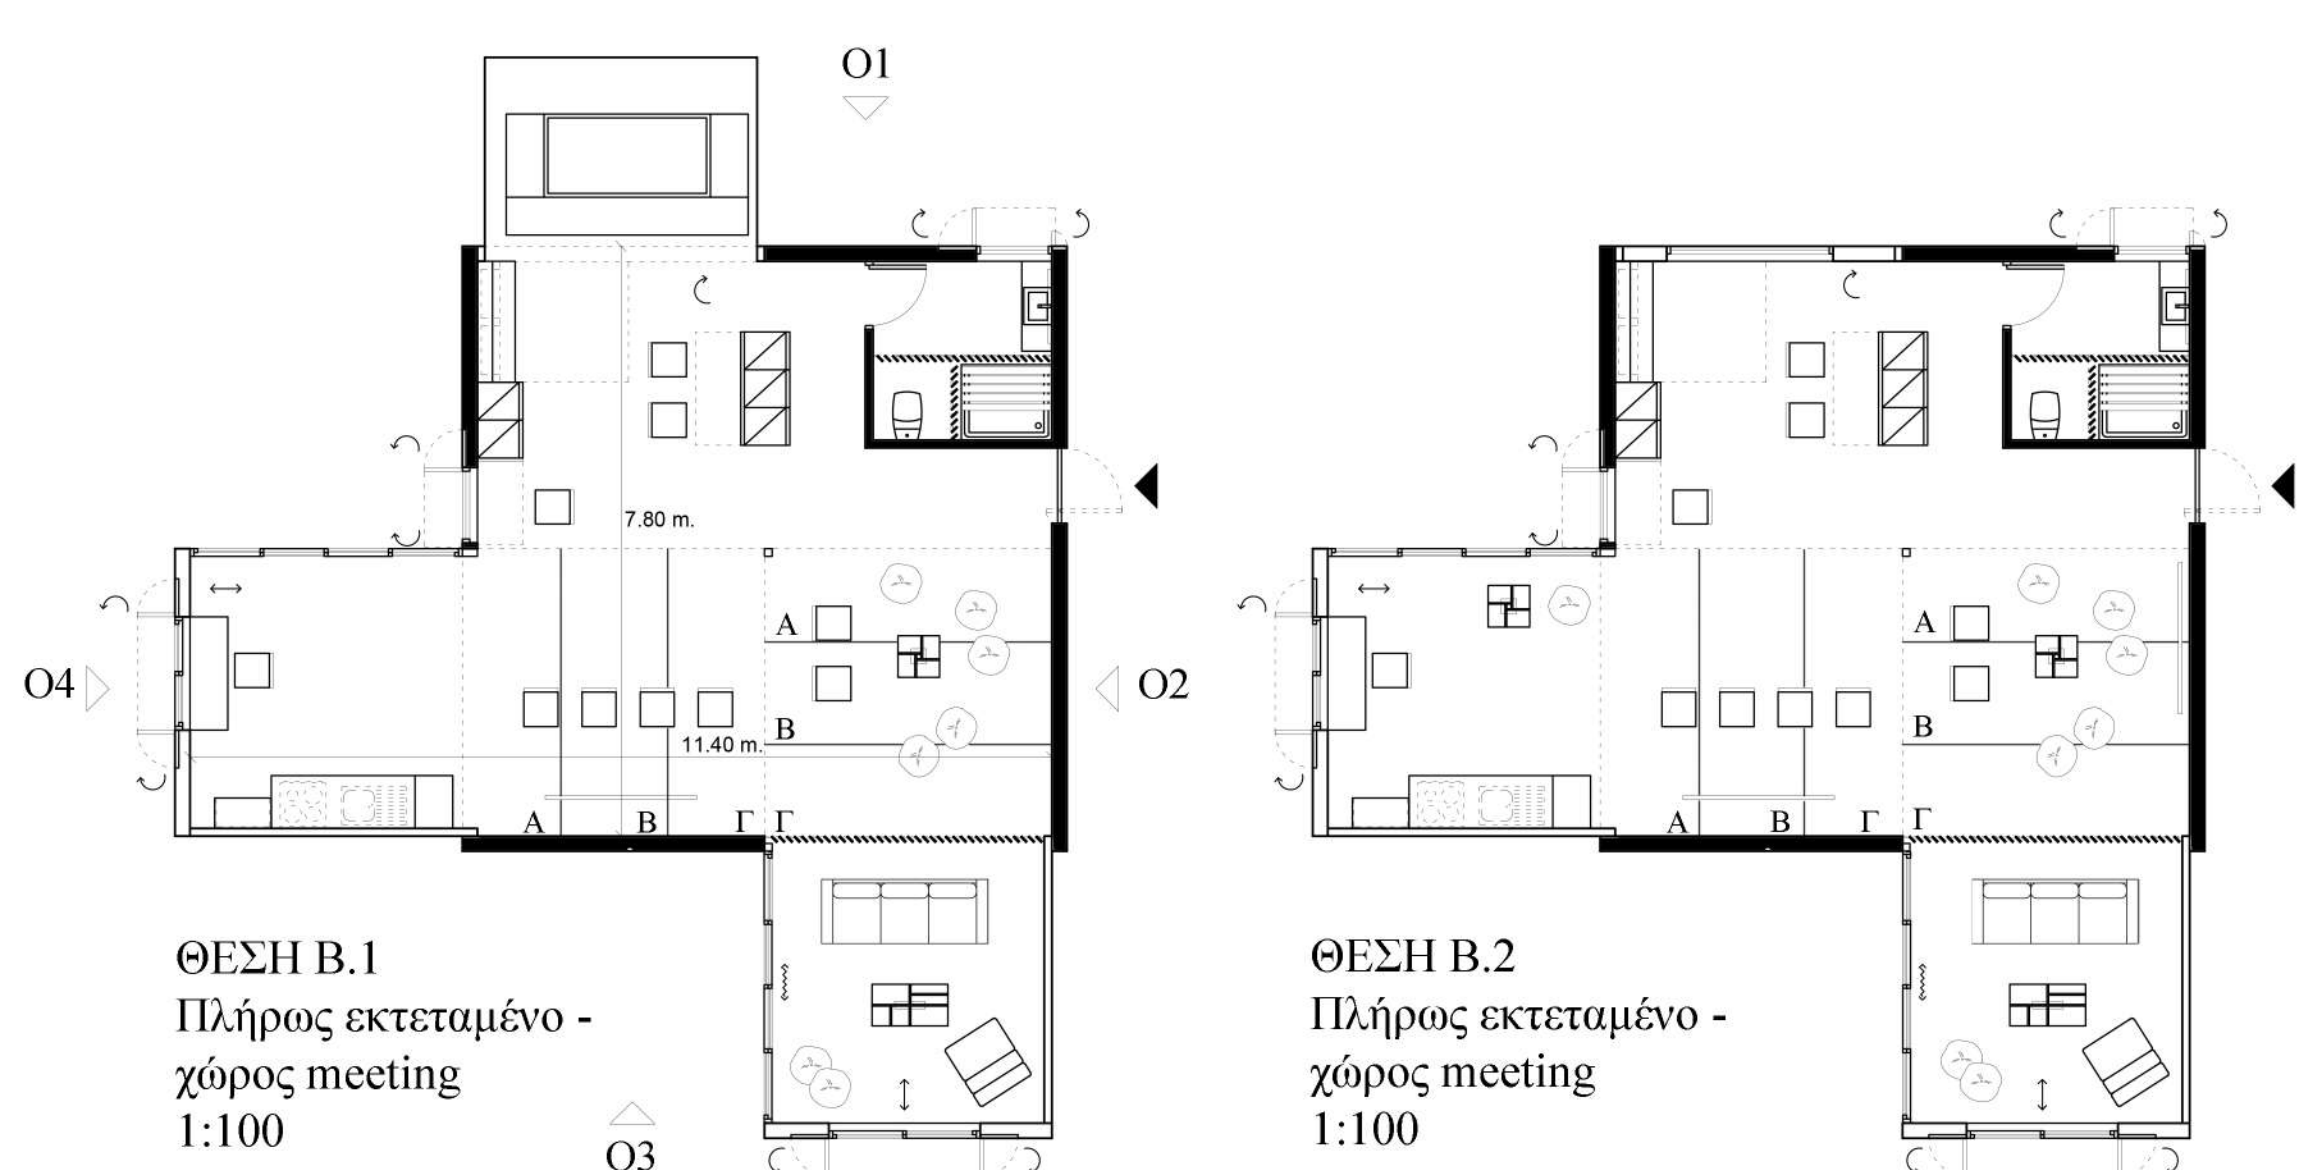 O1
7.80 m.
A
O4
O2
B
11.40 m.
A
B
Γ
Γ
ΘΕΣΗ Β.1
Πλήρως εκτεταμένο -
χώρος meeting
1:100
O3
A
B
A
B
Γ
Γ
ΘΕΣΗ Β.2
Πλήρως εκτεταμένο -
χώρος meeting
1:100